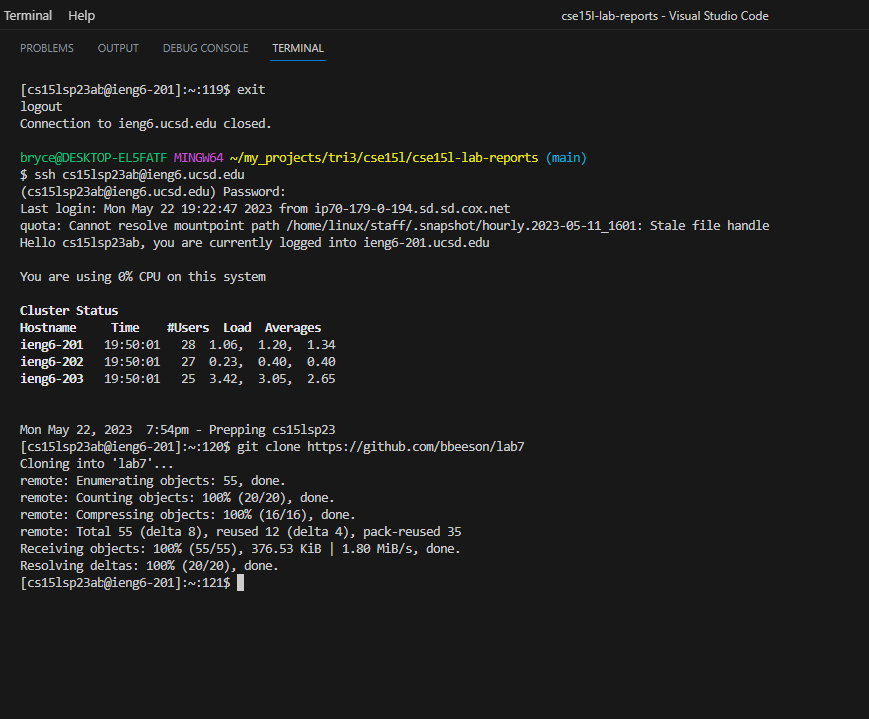 Terminal Help cse15l-lab-reports - Visual Studio Code
PROBLEMS OUTPUT DEBUG CONSOLE TERMINAL
[cs15lsp23ab@ieng6-201]:~:119$ exit
logout
Connection to ieng6.ucsd.edu closed.
bryce@DESKTOP-EL5FATF MINGW64 ~/my_projects/tri3/cse15l/cse15l-lab-reports (main)
$ ssh cs15lsp23ab@ieng6.ucsd.edu
(cs15lsp23ab@ieng6.ucsd.edu) Password:
Last login: Mon May 22 19:22:47 2023 from ip70-179-0-194.sd.sd.cox.net
quota: Cannot resolve mountpoint path /home/linux/staff/.snapshot/hourly.2023-05-11_1601: Stale file handle
Hello cs15lsp23ab, you are currently logged into ieng6-201.ucsd.edu
You are using 0% CPU on this system
Cluster Status
Hostname Time #Users Load Averages
ieng6-201 19:50:01 28 1.06, 1.20, 1.34
ieng6-202 19:50:01 27 0.23, 0.40, 0.40
ieng6-203 19:50:01 25 3.42, 3.05, 2.65
Mon May 22, 2023 7:54pm - Prepping cs15lsp23
[cs15lsp23ab@ieng6-201]:~:120$ git clone https://github.com/bbeeson/lab7
Cloning into 'lab7'...
remote: Enumerating objects: 55, done.
remote: Counting objects: 100% (20/20), done.
remote: Compressing objects: 100% (16/16), done.
remote: Total 55 (delta 8), reused 12 (delta 4), pack-reused 35
Receiving objects: 100% (55/55), 376.53 KiB | 1.80 MiB/s, done.
Resolving deltas: 100% (20/20), done.
[cs15lsp23ab@ieng6-201]:~:121$